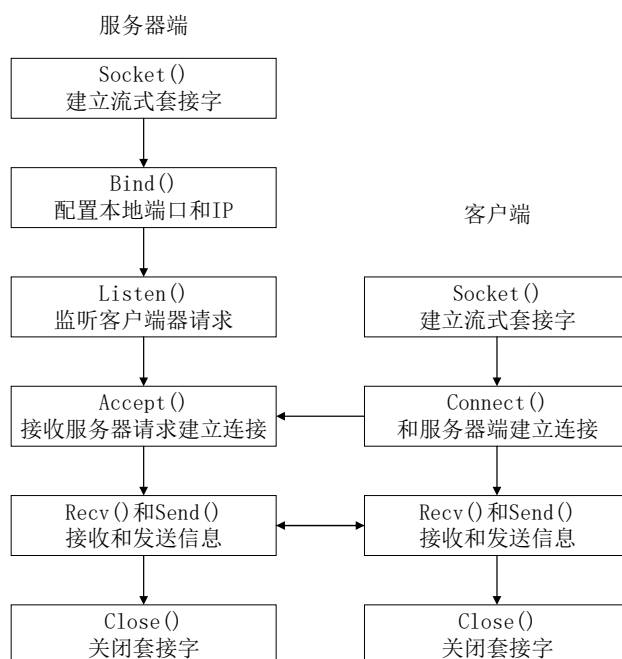 服务器端
Socket()
建立流式套接字
Bind()
配置本地端口和IP
Listen()
监听客户端器请求
Accept()
接收服务器请求建立连接
Recv()和Send()
接收和发送信息
Close()
关闭套接字
客户端
Socket()
建立流式套接字
Connect()
和服务器端建立连接
Recv()和Send()
接收和发送信息
Close()
关闭套接字